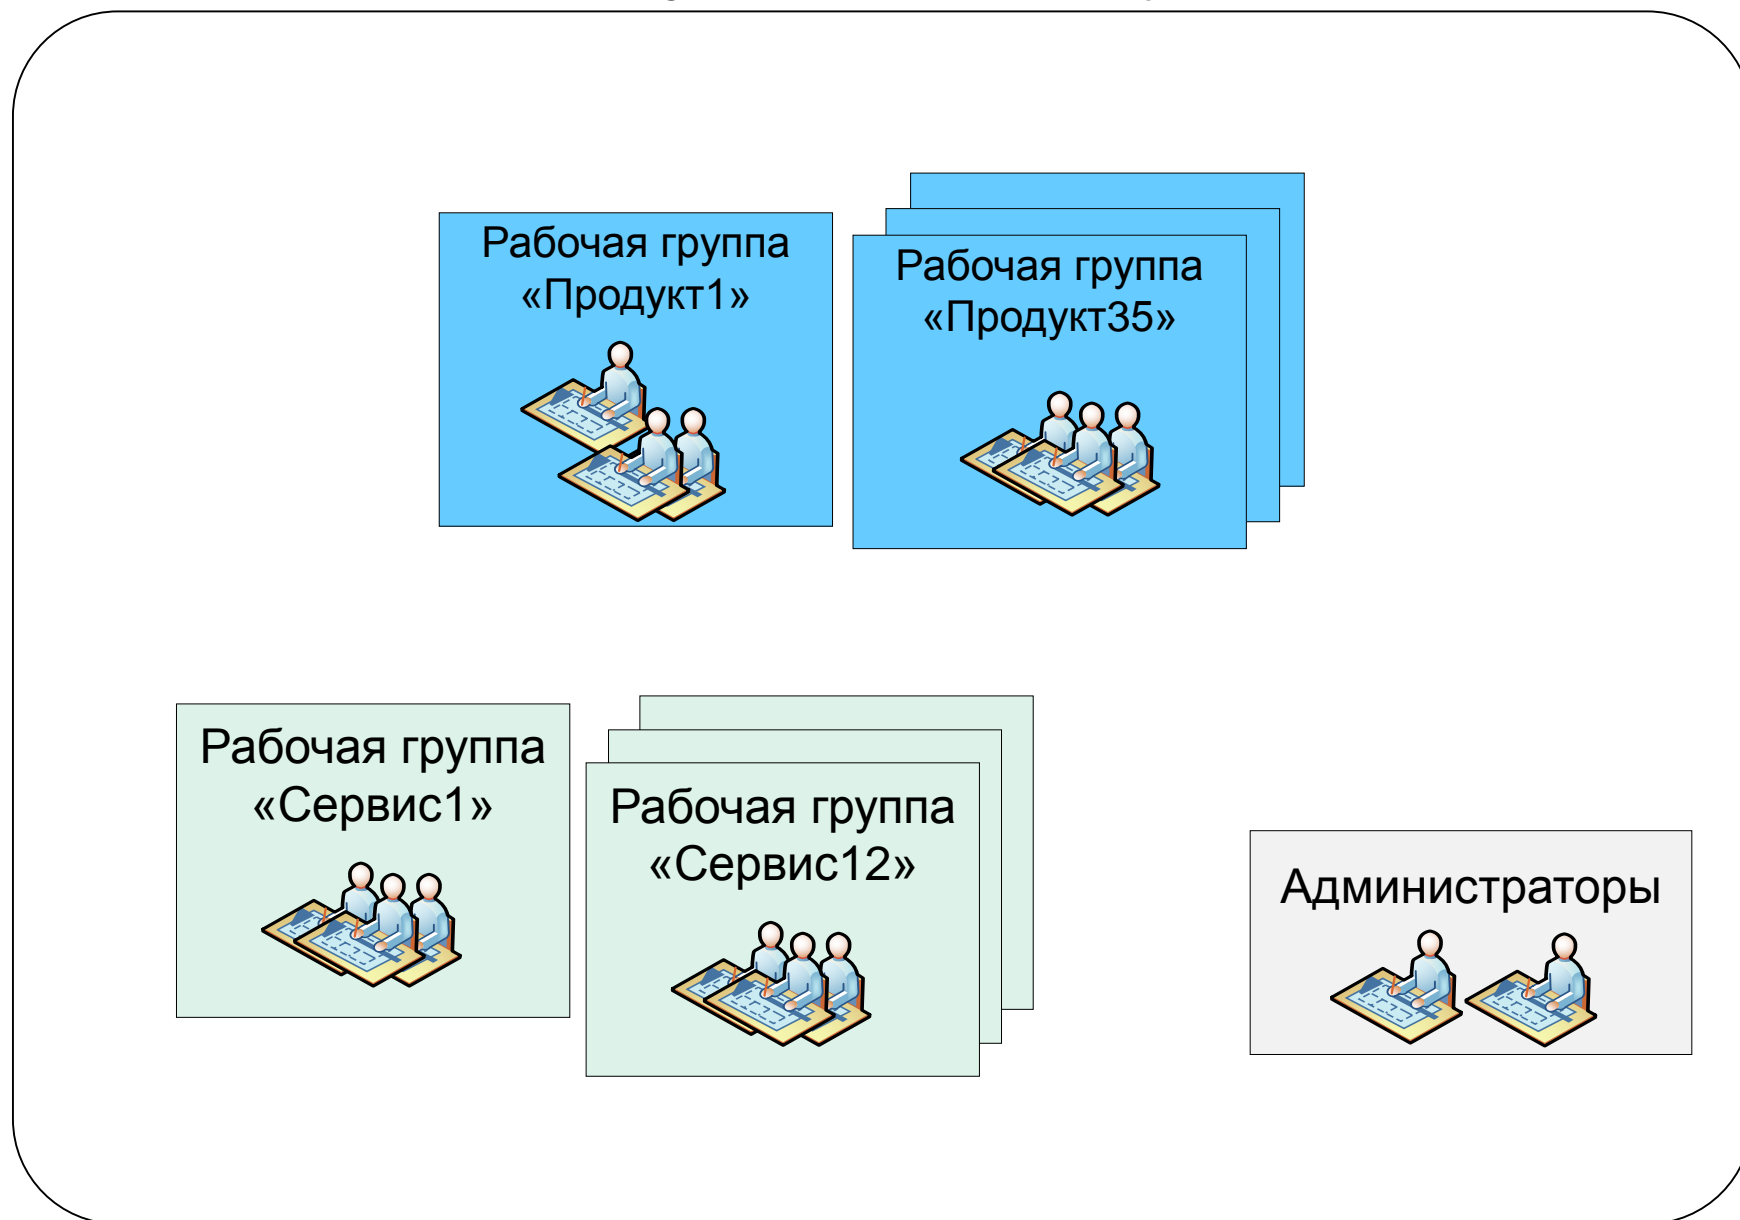 Рабочая группа
«Продукт1»
Рабочая группа
«Продукт35»
Рабочая группа
«Сервис1»
Рабочая группа
«Сервис12»
Администраторы